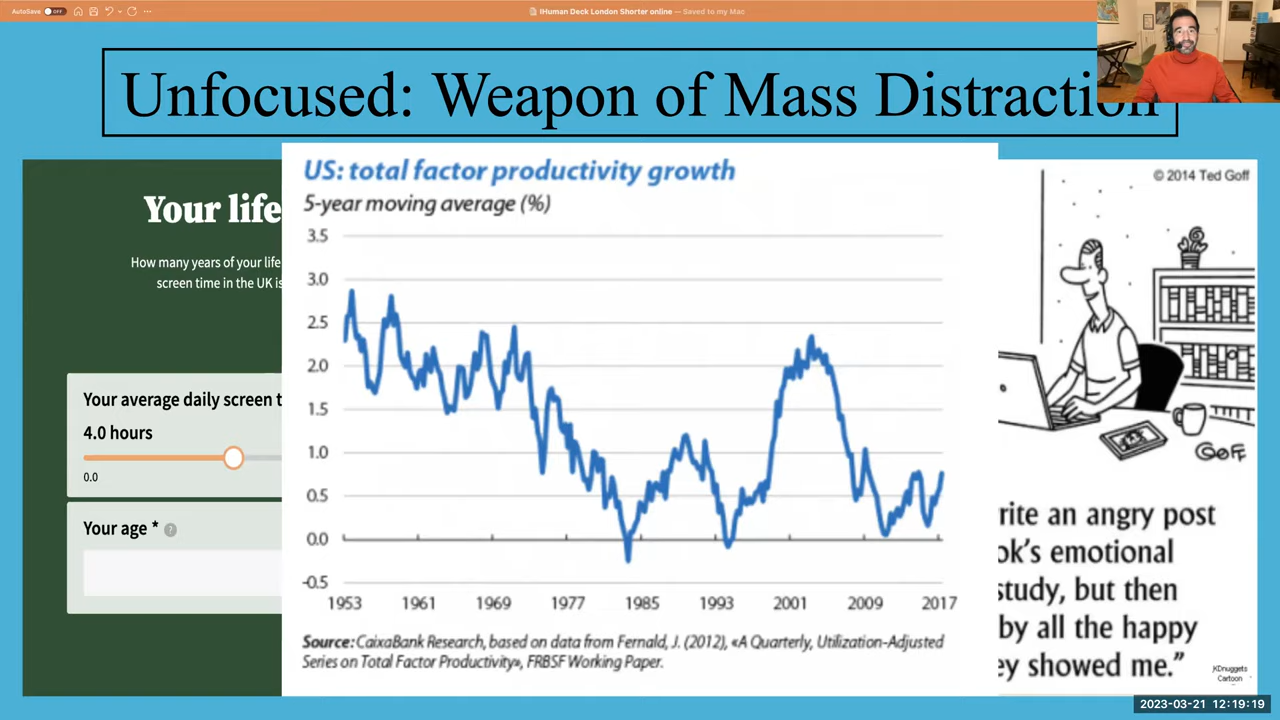 AutoSave OFF
IHuman Deck London Shorter online — Saved to my Mac
Unfocused: Weapon of Mass Distraction
Your life
How many years of your life
screen time in the UK is
Your average daily screen t
4.0 hours
0.0
Your age * ?
US: total factor productivity growth
5-year moving average (%)
3.5
3.0
2.5
2.0
1.5
1.0
0.5
0.0
-0.5
1953 1961 1969 1977 1985 1993 2001 2009 2017
Source: CaixaBank Research, based on data from Fernald, J. (2012), «A Quarterly, Utilization-Adjusted
Series on Total Factor Productivity», FRBSF Working Paper.
© 2014 Ted Goff
GOFF
rite an angry post
ok’s emotional
study, but then
by all the happy
ey showed me.”
KDnuggets
Cartoon
2023-03-21 12:19:19